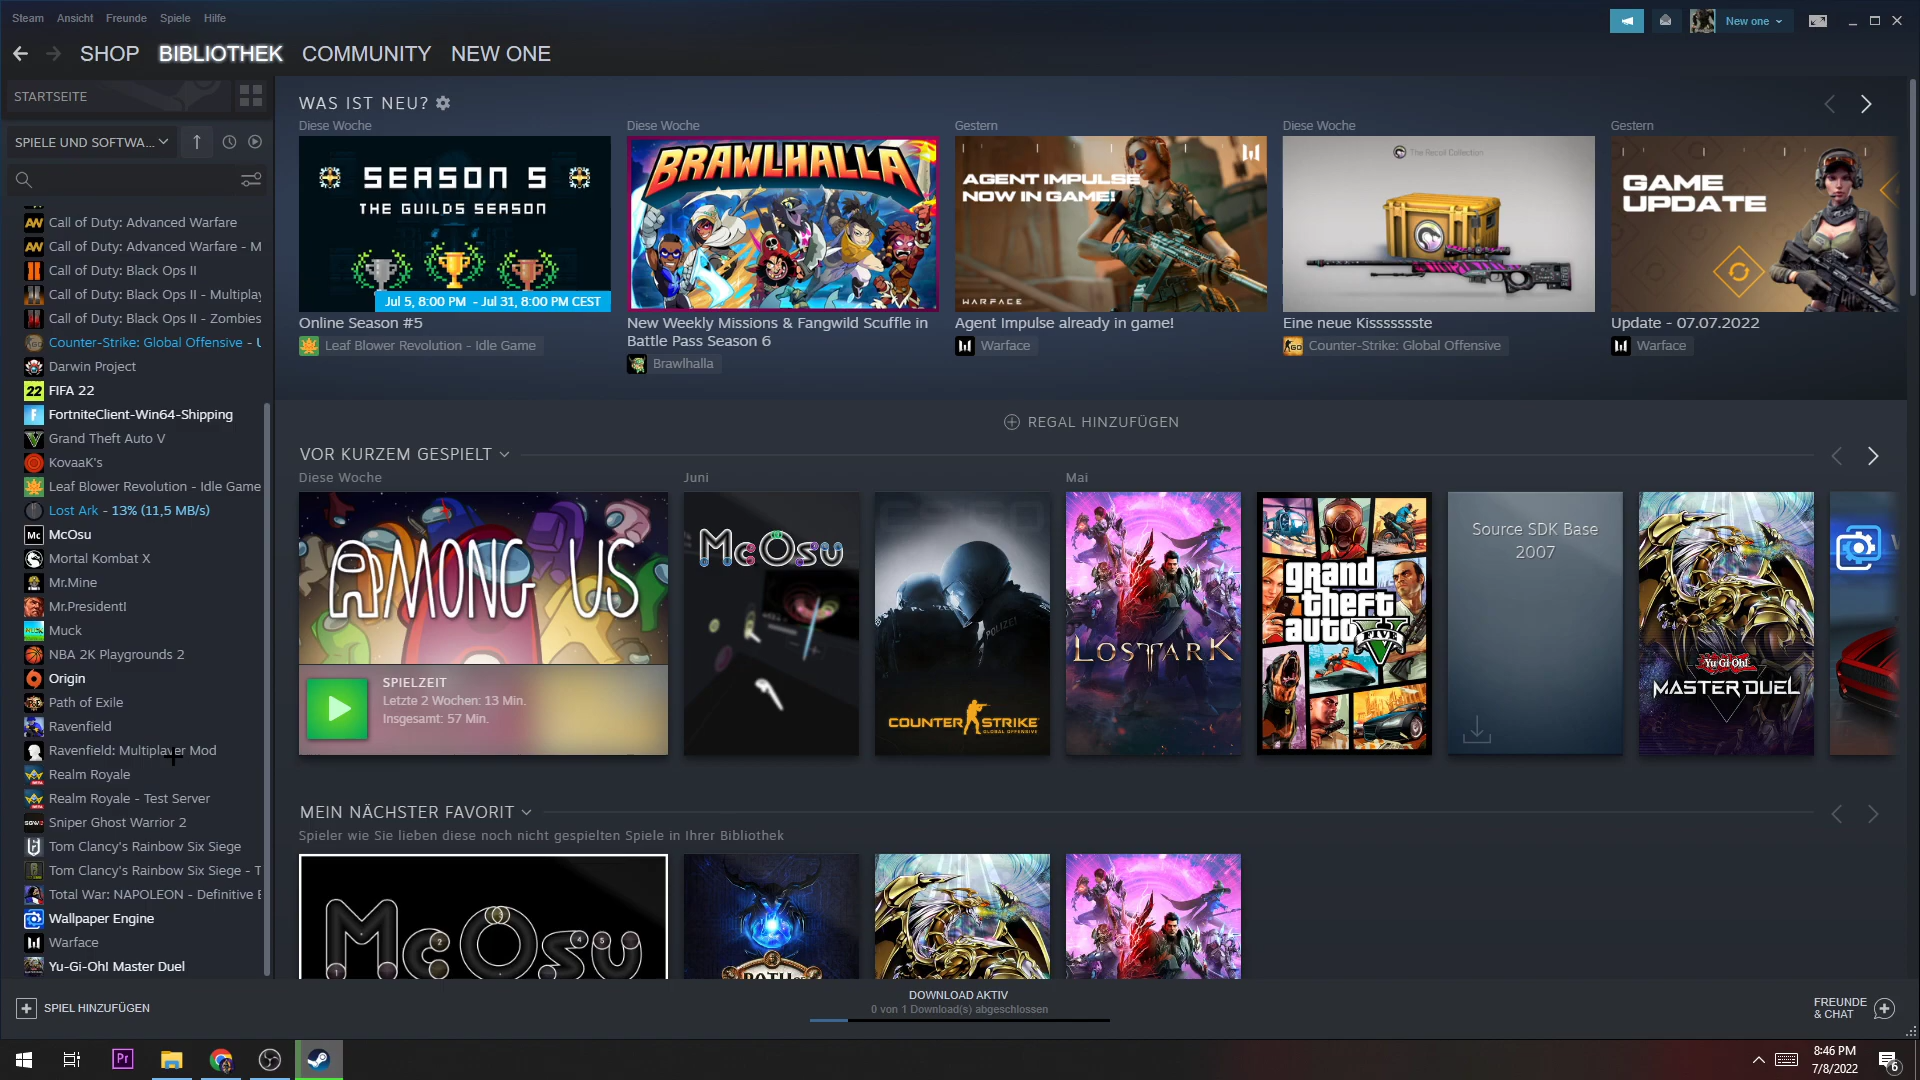 Steam Ansicht Freunde Spiele Hilfe
New one
SHOP BIBLIOTHEK COMMUNITY NEW ONE
STARTSEITE
SPIELE UND SOFTWA...
Call of Duty: Advanced Warfare
Call of Duty: Advanced Warfare - M
Call of Duty: Black Ops II
Call of Duty: Black Ops II - Multiplay
Call of Duty: Black Ops II - Zombies
Counter-Strike: Global Offensive - U
Darwin Project
FIFA 22
FortniteClient-Win64-Shipping
Grand Theft Auto V
KovaaK's
Leaf Blower Revolution - Idle Game
Lost Ark - 13% (11,5 MB/s)
McOsu
Mortal Kombat X
Mr.Mine
Mr.President!
Muck
NBA 2K Playgrounds 2
Origin
Path of Exile
Ravenfield
Ravenfield: Multiplayer Mod
Realm Royale
Realm Royale - Test Server
Sniper Ghost Warrior 2
Tom Clancy's Rainbow Six Siege
Tom Clancy's Rainbow Six Siege - T
Total War: NAPOLEON - Definitive E
Wallpaper Engine
Warface
Yu-Gi-Oh! Master Duel
SPIEL HINZUFÜGEN
WAS IST NEU?
Diese Woche
SEASON 5
THE GUILDS SEASON
Jul 5, 8:00 PM - Jul 31, 8:00 PM CEST
Online Season #5
Leaf Blower Revolution - Idle Game
Diese Woche
BRAWLHALLA
New Weekly Missions & Fangwild Scuffle in
Battle Pass Season 6
Brawlhalla
Gestern
AGENT IMPULSE
NOW IN GAME!
WARFACE
Agent Impulse already in game!
Warface
Diese Woche
The Recoil Collection
Eine neue Kisssssssste
Counter-Strike: Global Offensive
Gestern
GAME
UPDATE
Update - 07.07.2022
Warface
REGAL HINZUFÜGEN
VOR KURZEM GESPIELT
Diese Woche
AMONG US
SPIELZEIT
Letzte 2 Wochen: 13 Min.
Insgesamt: 57 Min.
Juni
McOsu
POLIZEI
COUNTER STRIKE
GLOBAL OFFENSIVE
Mai
LOST ARK
grand
theft
auto
FIVE
Source SDK Base
2007
Yu-Gi-Oh!
MASTER DUEL
MEIN NÄCHSTER FAVORIT
Spieler wie Sie lieben diese noch nicht gespielten Spiele in Ihrer Bibliothek
McOsu
PATH
DOWNLOAD AKTIV
0 von 1 Download(s) abgeschlossen
FREUNDE
& CHAT
Pr
8:46 PM
7/8/2022
6